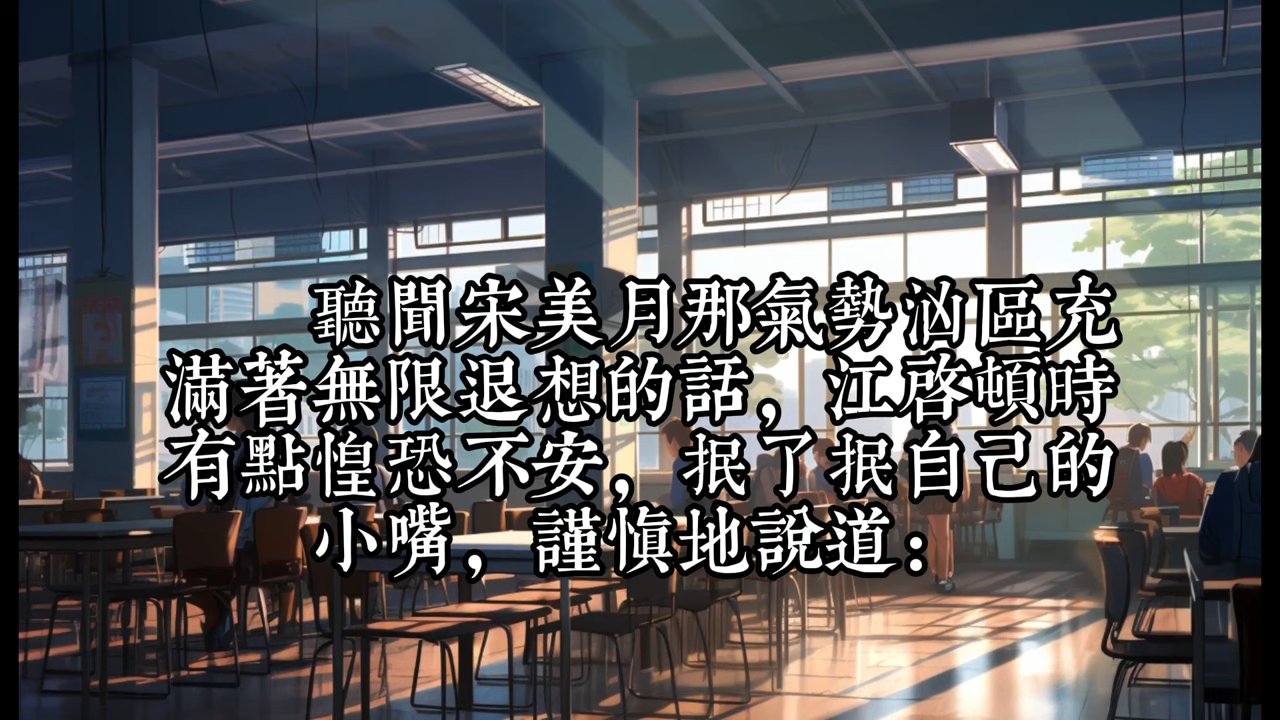 聽聞宋美月那氣勢汹區充
滿著無限退想的話，江啓頓時
有點惶恐不安，抿了抿自己的
小嘴，謹慎地說道：